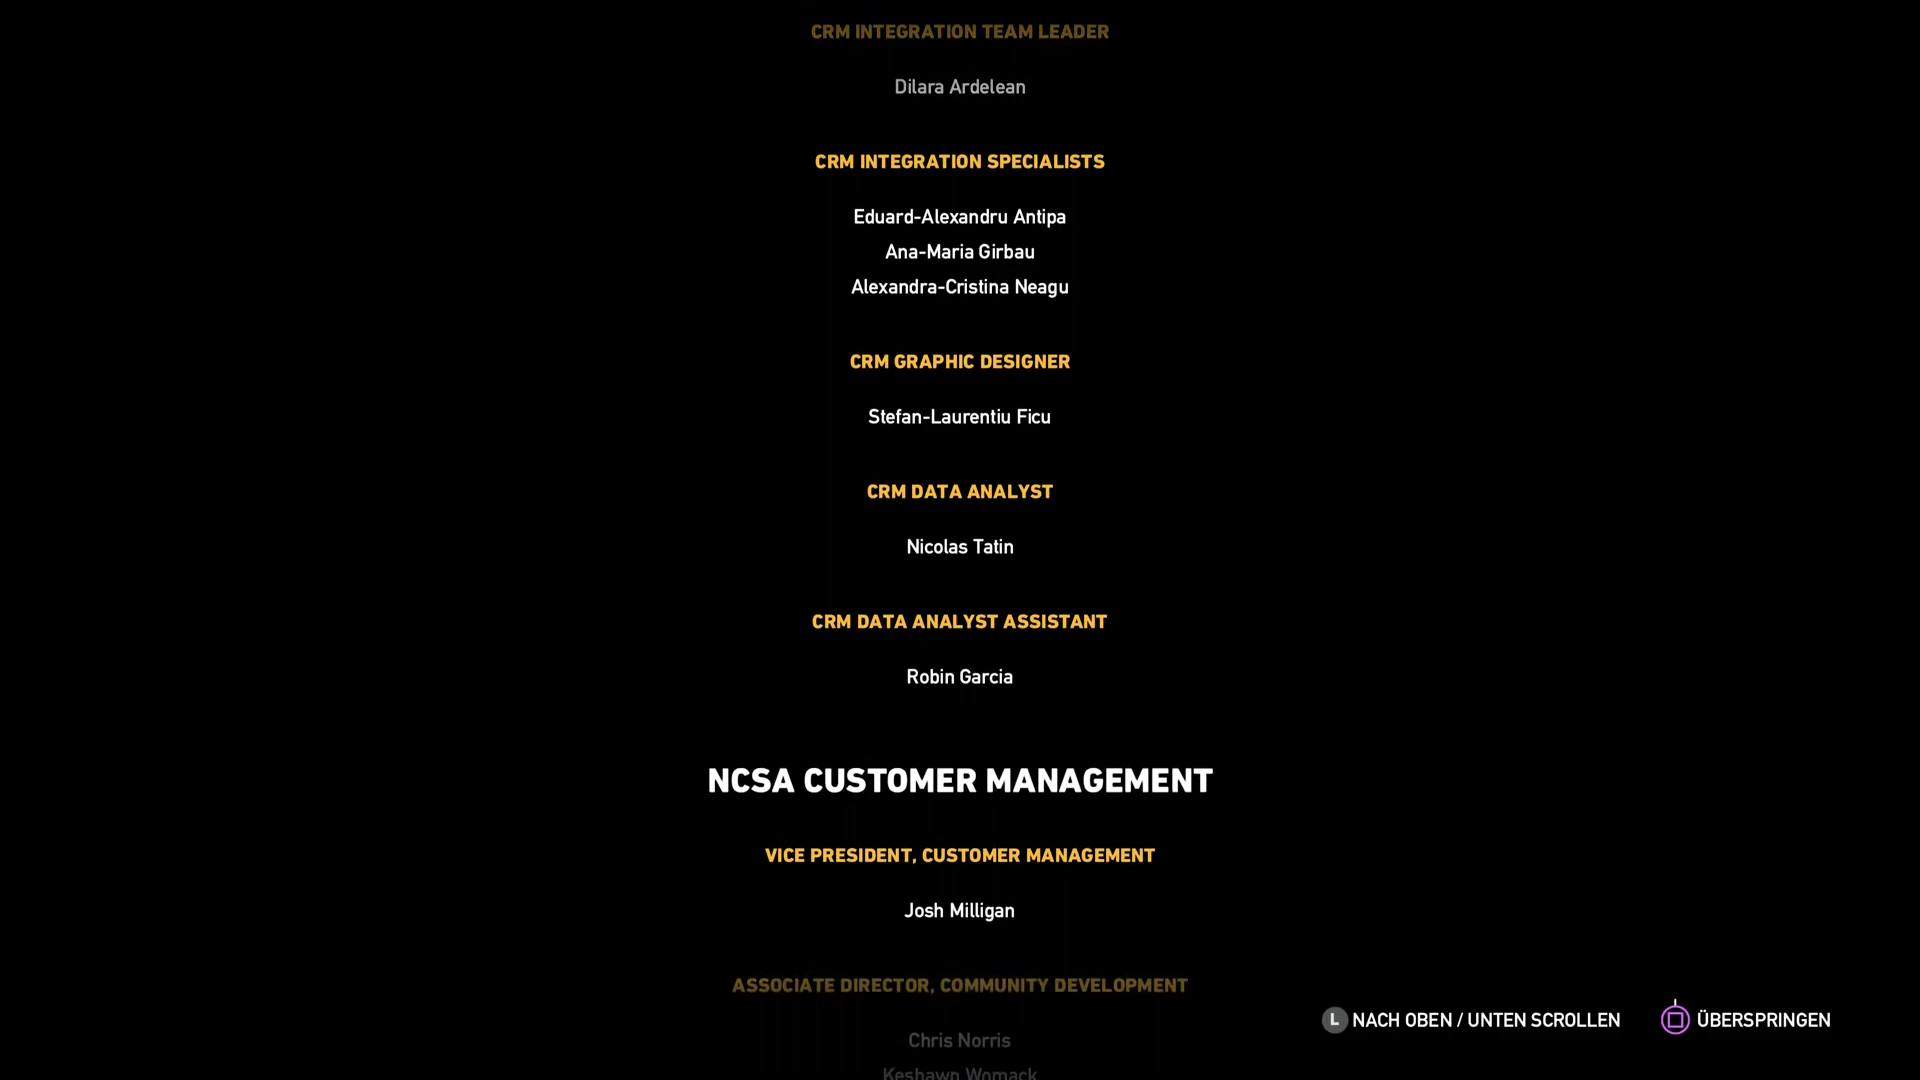 CRM INTEGRATION TEAM LEADER
Dilara Ardelean
CRM INTEGRATION SPECIALISTS
Eduard-Alexandru Antipa
Ana-Maria Girbau
Alexandra-Cristina Neagu
CRM GRAPHIC DESIGNER
Stefan-Laurentiu Ficu
CRM DATA ANALYST
Nicolas Tatin
CRM DATA ANALYST ASSISTANT
Robin Garcia
NCSA CUSTOMER MANAGEMENT
VICE PRESIDENT, CUSTOMER MANAGEMENT
Josh Milligan
ASSOCIATE DIRECTOR, COMMUNITY DEVELOPMENT
Chris Norris
Keshawn Womack
L NACH OBEN / UNTEN SCROLLEN ÜBERSPRINGEN